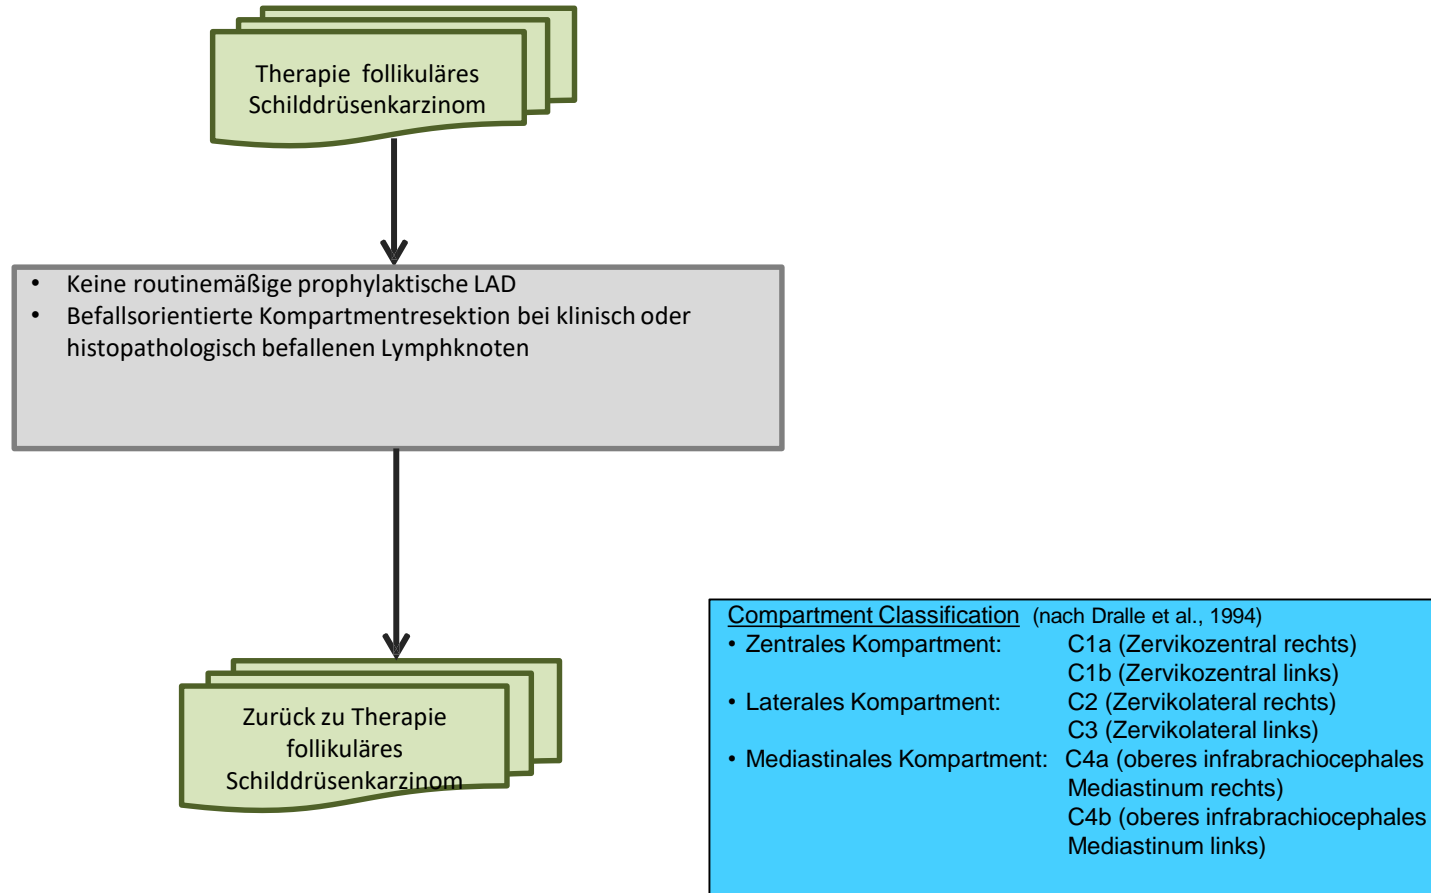 Therapie follikuläres
Schilddrüsenkarzinom
• Keine routinemäßige prophylaktische LAD
• Befallsorientierte Kompartmentresektion bei klinisch oder
histopathologisch befallenen Lymphknoten
Zurück zu Therapie
follikuläres
Schilddrüsenkarzinom
Compartment Classification (nach Dralle et al., 1994)
• Zentrales Kompartment: C1a (Zervikozentral rechts)
C1b (Zervikozentral links)
• Laterales Kompartment: C2 (Zervikolateral rechts)
C3 (Zervikolateral links)
• Mediastinales Kompartment: C4a (oberes infrabrachiocephales
Mediastinum rechts)
C4b (oberes infrabrachiocephales
Mediastinum links)